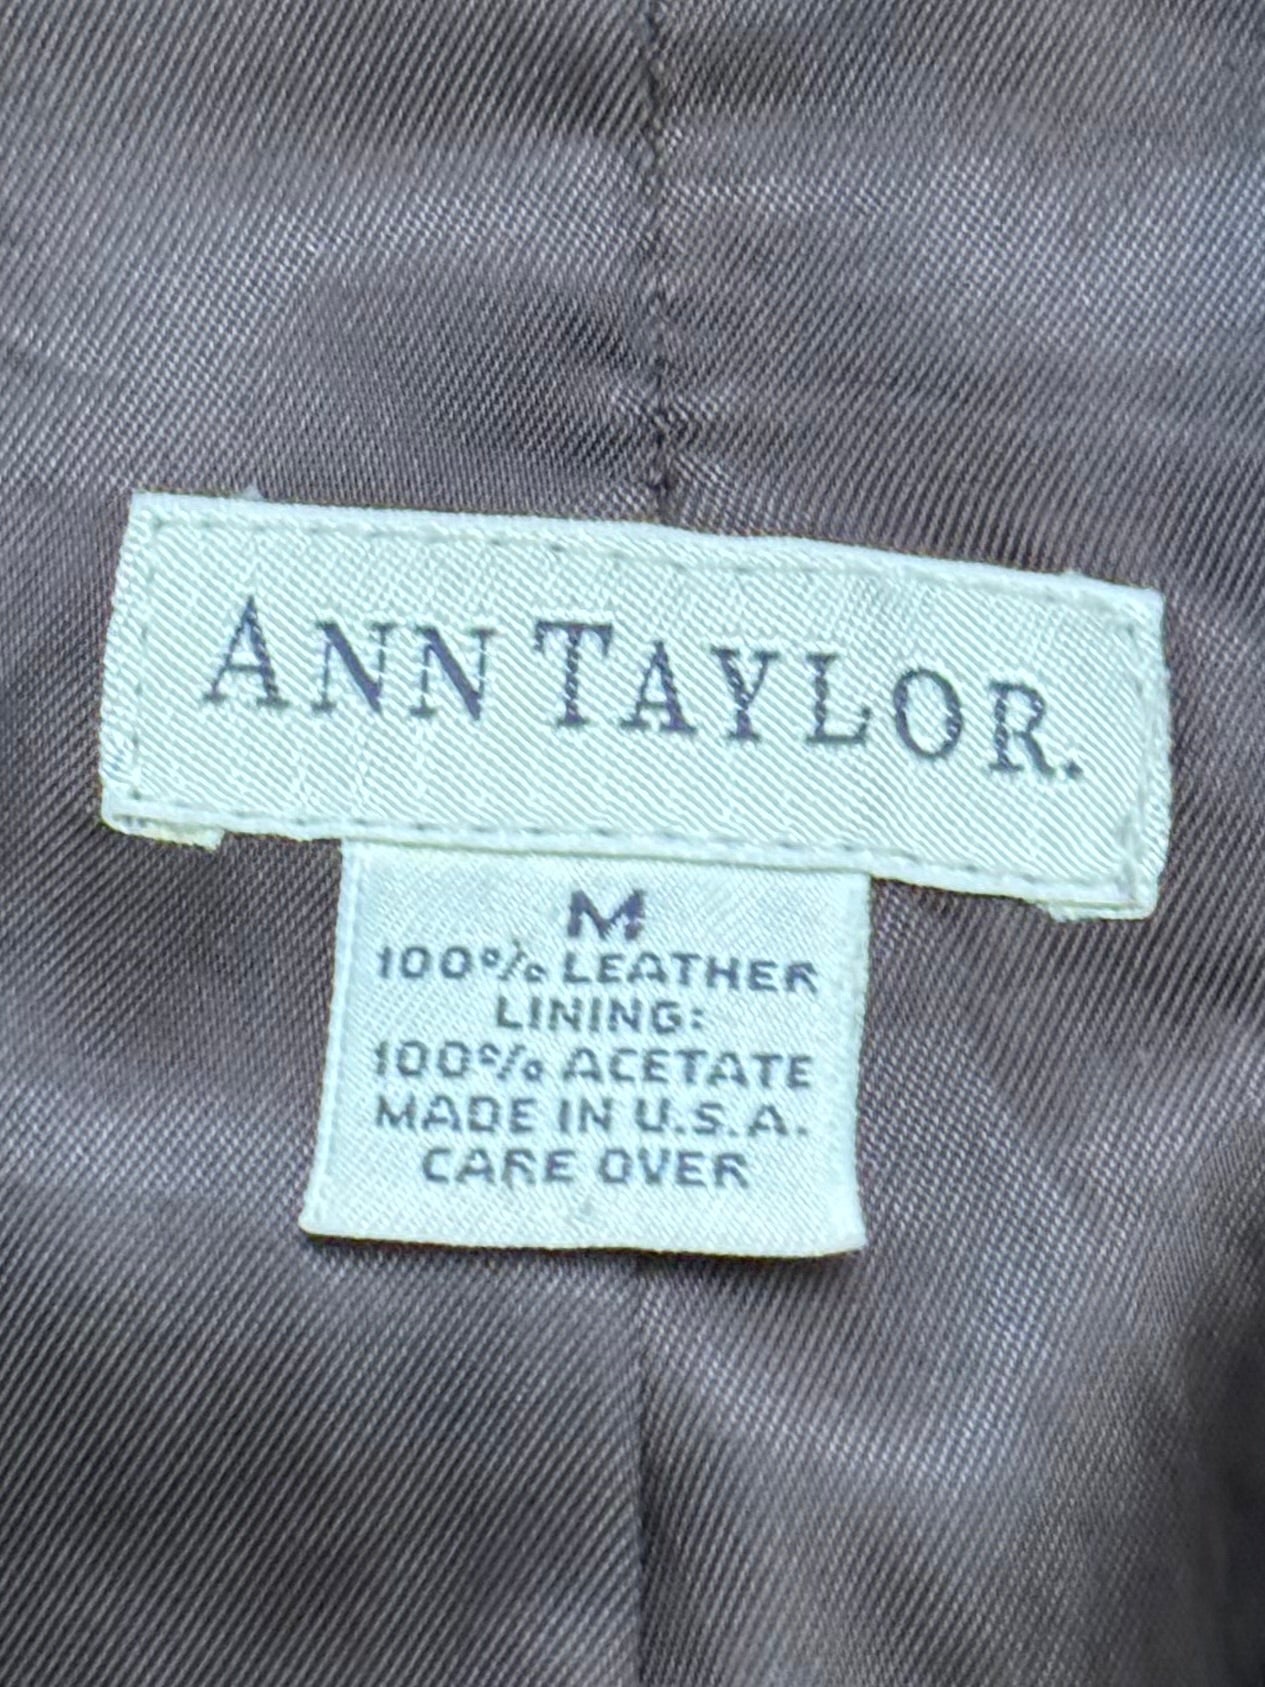 ANN TAYLOR.
M
100% LEATHER
LINING:
100% ACETATE
MADE IN U.S.A.
CARE OVER